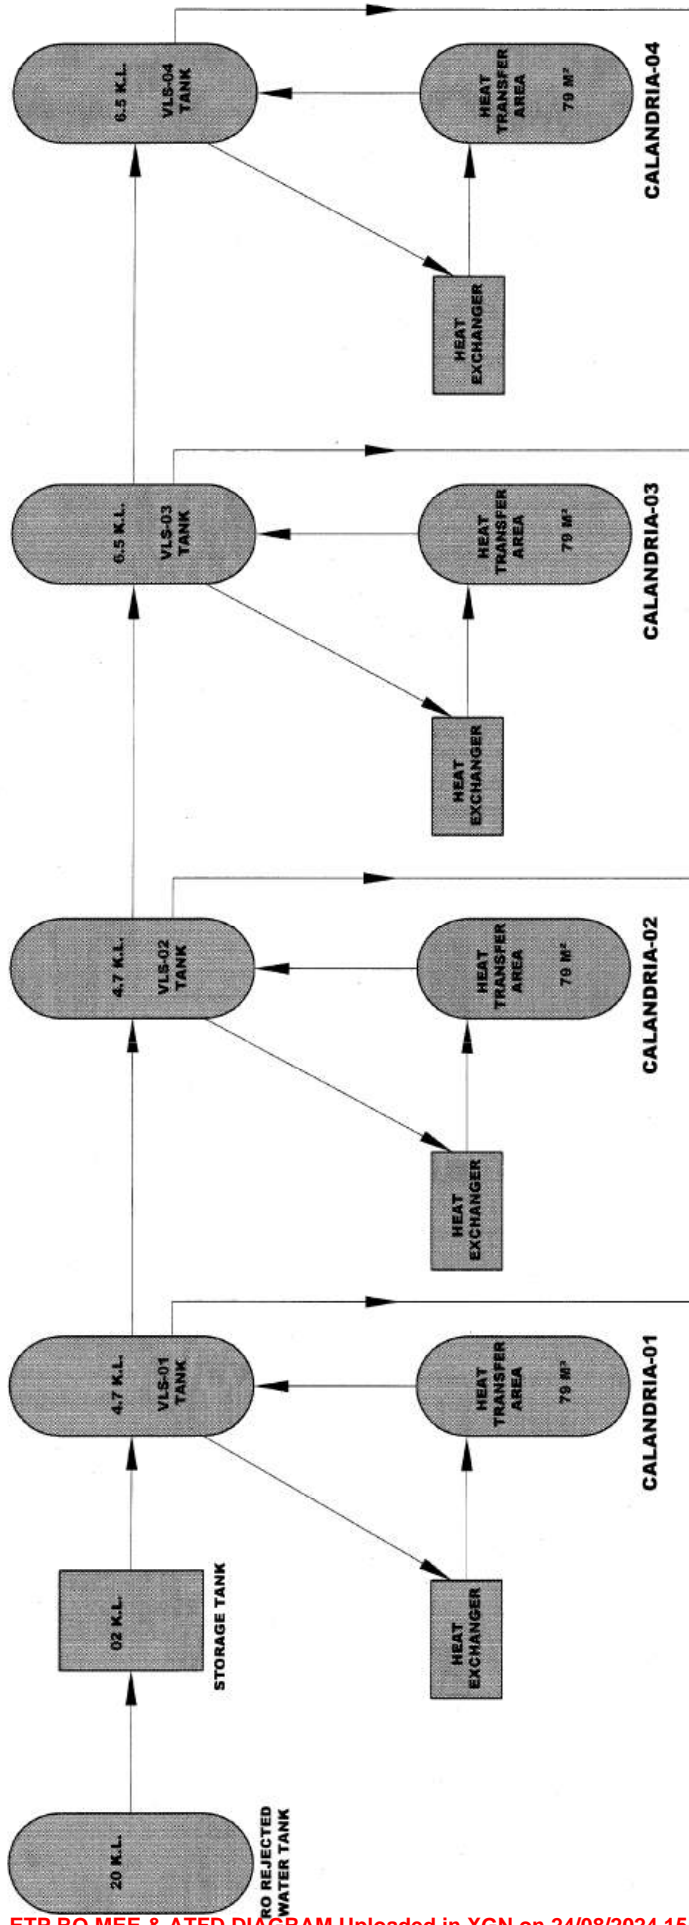 20 K.L.
RO REJECTED
WATER TANK
02 K.L.
STORAGE TANK
4.7 K.L.
VLS-01
TANK
HEAT
EXCHANGER
HEAT
TRANSFER
AREA
79 M²
CALANDRIA-01
4.7 K.L.
VLS-02
TANK
HEAT
EXCHANGER
HEAT
TRANSFER
AREA
79 M²
CALANDRIA-02
6.5 K.L.
VLS-03
TANK
HEAT
EXCHANGER
HEAT
TRANSFER
AREA
79 M²
CALANDRIA-03
6.5 K.L.
VLS-04
TANK
HEAT
EXCHANGER
HEAT
TRANSFER
AREA
79 M²
CALANDRIA-04
ETP RO MEE & ATFD DIAGRAM Uploaded in XGN on 24/08/2024 15